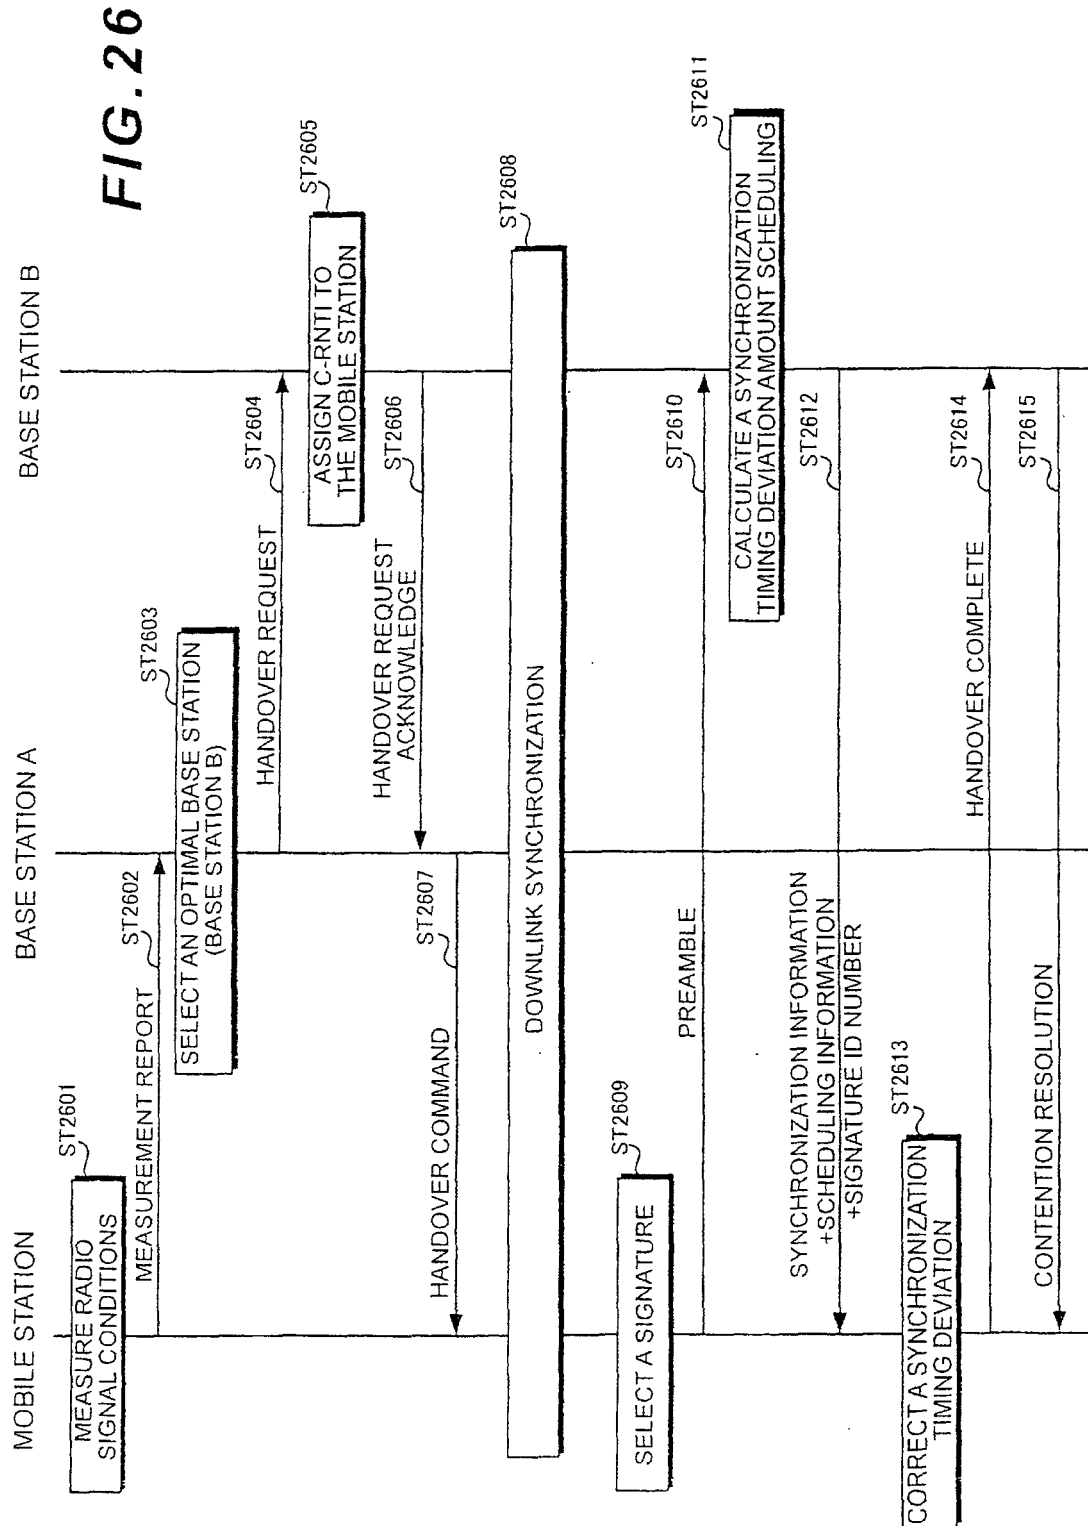 FIG.26
MOBILE STATION
BASE STATION A
BASE STATION B
ST2601
MEASURE RADIO
SIGNAL CONDITIONS
ST2602
MEASUREMENT REPORT
ST2603
SELECT AN OPTIMAL BASE STATION
(BASE STATION B)
ST2604
HANDOVER REQUEST
ST2605
ASSIGN C-RNTI TO
THE MOBILE STATION
ST2606
HANDOVER REQUEST
ACKNOWLEDGE
ST2607
HANDOVER COMMAND
ST2608
DOWNLINK SYNCHRONIZATION
ST2609
SELECT A SIGNATURE
ST2610
PREAMBLE
ST2611
CALCULATE A SYNCHRONIZATION
TIMING DEVIATION AMOUNT SCHEDULING
ST2612
SYNCHRONIZATION INFORMATION
+SCHEDULING INFORMATION
+SIGNATURE ID NUMBER
ST2613
CORRECT A SYNCHRONIZATION
TIMING DEVIATION
ST2614
HANDOVER COMPLETE
ST2615
CONTENTION RESOLUTION